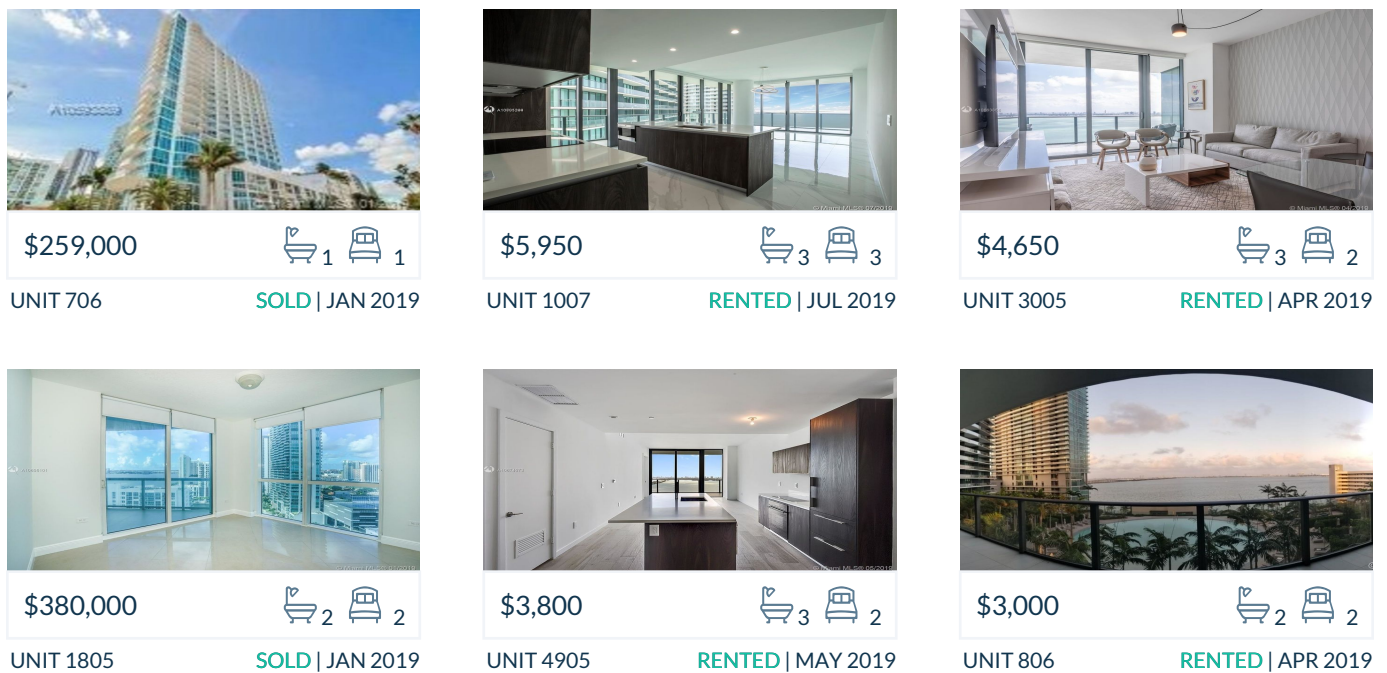 $259,000 1 1
UNIT 706 SOLD | JAN 2019
$5,950 3 3
UNIT 1007 RENTED | JUL 2019
$4,650 3 2
UNIT 3005 RENTED | APR 2019
$380,000 2 2
UNIT 1805 SOLD | JAN 2019
$3,800 3 2
UNIT 4905 RENTED | MAY 2019
$3,000 2 2
UNIT 806 RENTED | APR 2019